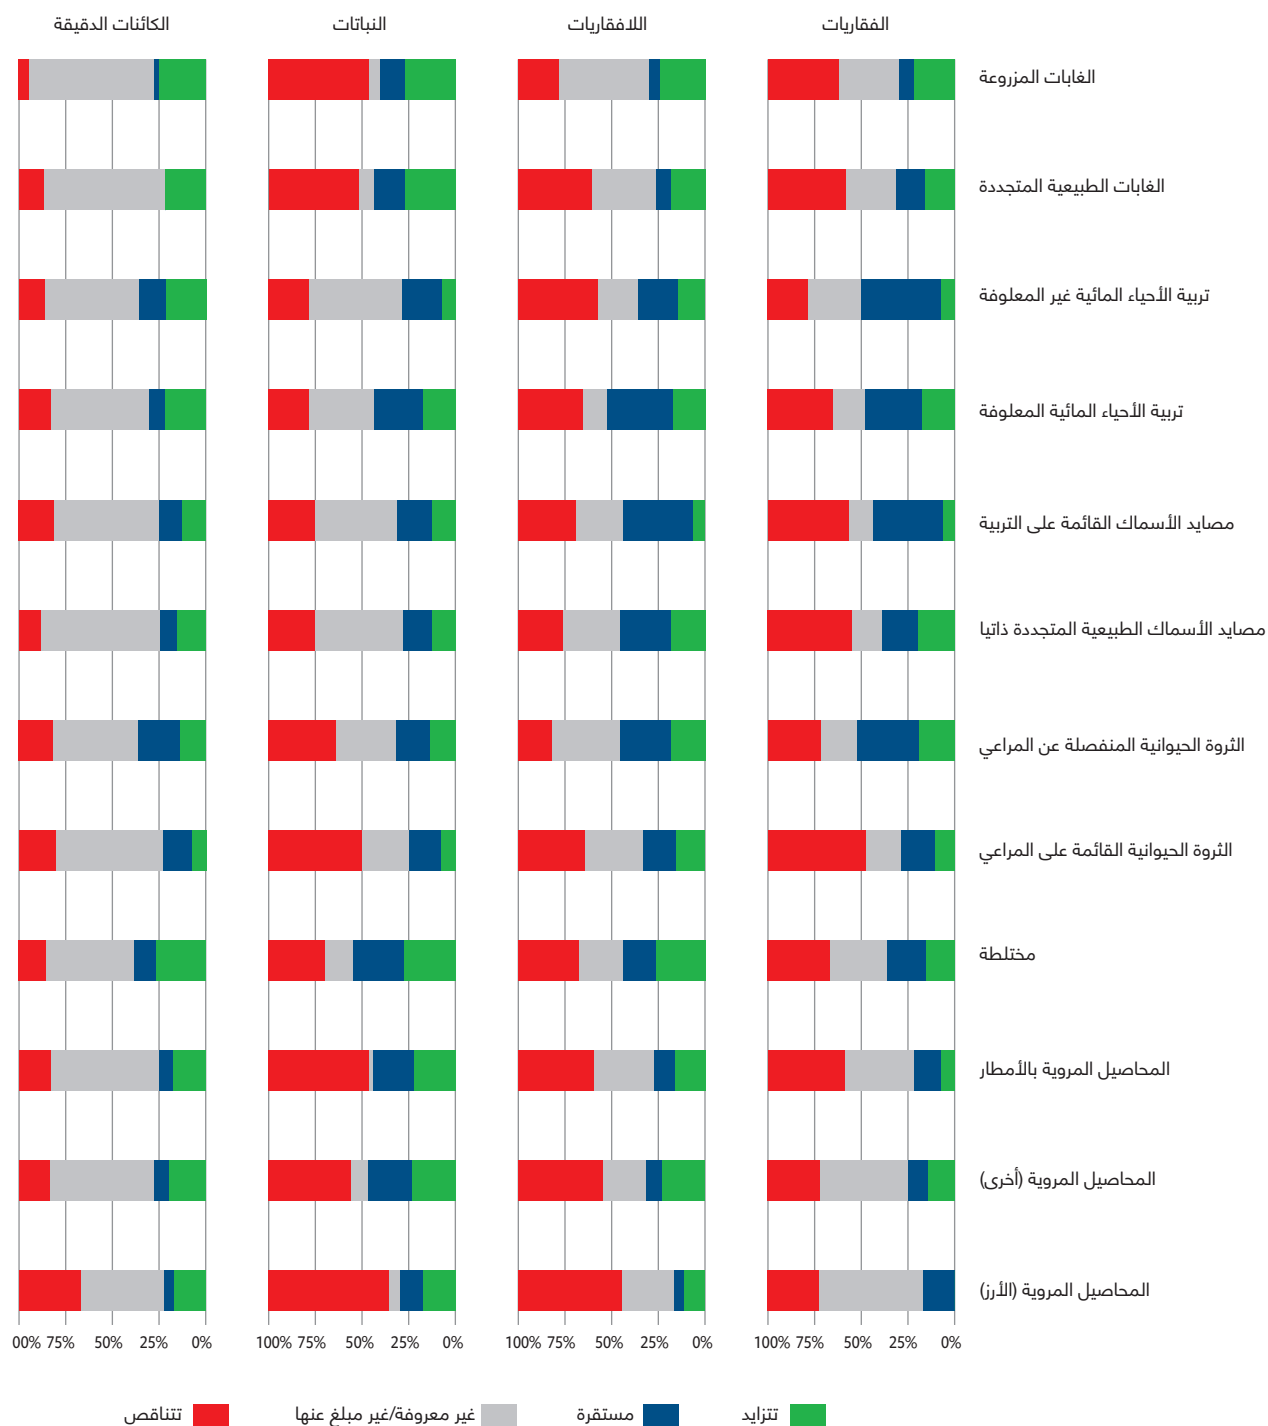 الفقاريات اللافقاريات النباتات الكائنات الدقيقة
الغابات المزروعة
الغابات الطبيعية المتجددة
تربية الأحياء المائية غير المعلوفة
تربية الأحياء المائية المعلوفة
مصايد الأسماك القائمة على التربية
مصايد الأسماك الطبيعية المتجددة ذاتيا
الثروة الحيوانية المنفصلة عن المراعي
الثروة الحيوانية القائمة على المراعي
مختلطة
المحاصيل المروية بالأمطار
المحاصيل المروية (أخرى)
المحاصيل المروية (الأرز)
00% 75% 50% 25% 0% 100% 75% 50% 25% 0% 100% 75% 50% 25% 0% 100% 75% 50% 25% 0%
تتزايد مستقرة غير معروفة/غير مبلغ عنها تتناقص